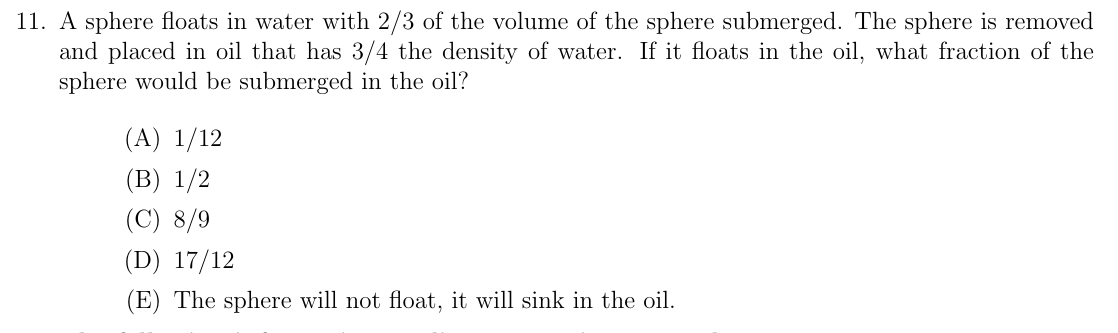 11. A sphere floats in water with 2/3 of the volume of the sphere submerged. The sphere is removed
and placed in oil that has 3/4 the density of water. If it floats in the oil, what fraction of the
sphere would be submerged in the oil?
(A) 1/12
(B) 1/2
(C) 8/9
(D) 17/12
(E) The sphere will not float, it will sink in the oil.